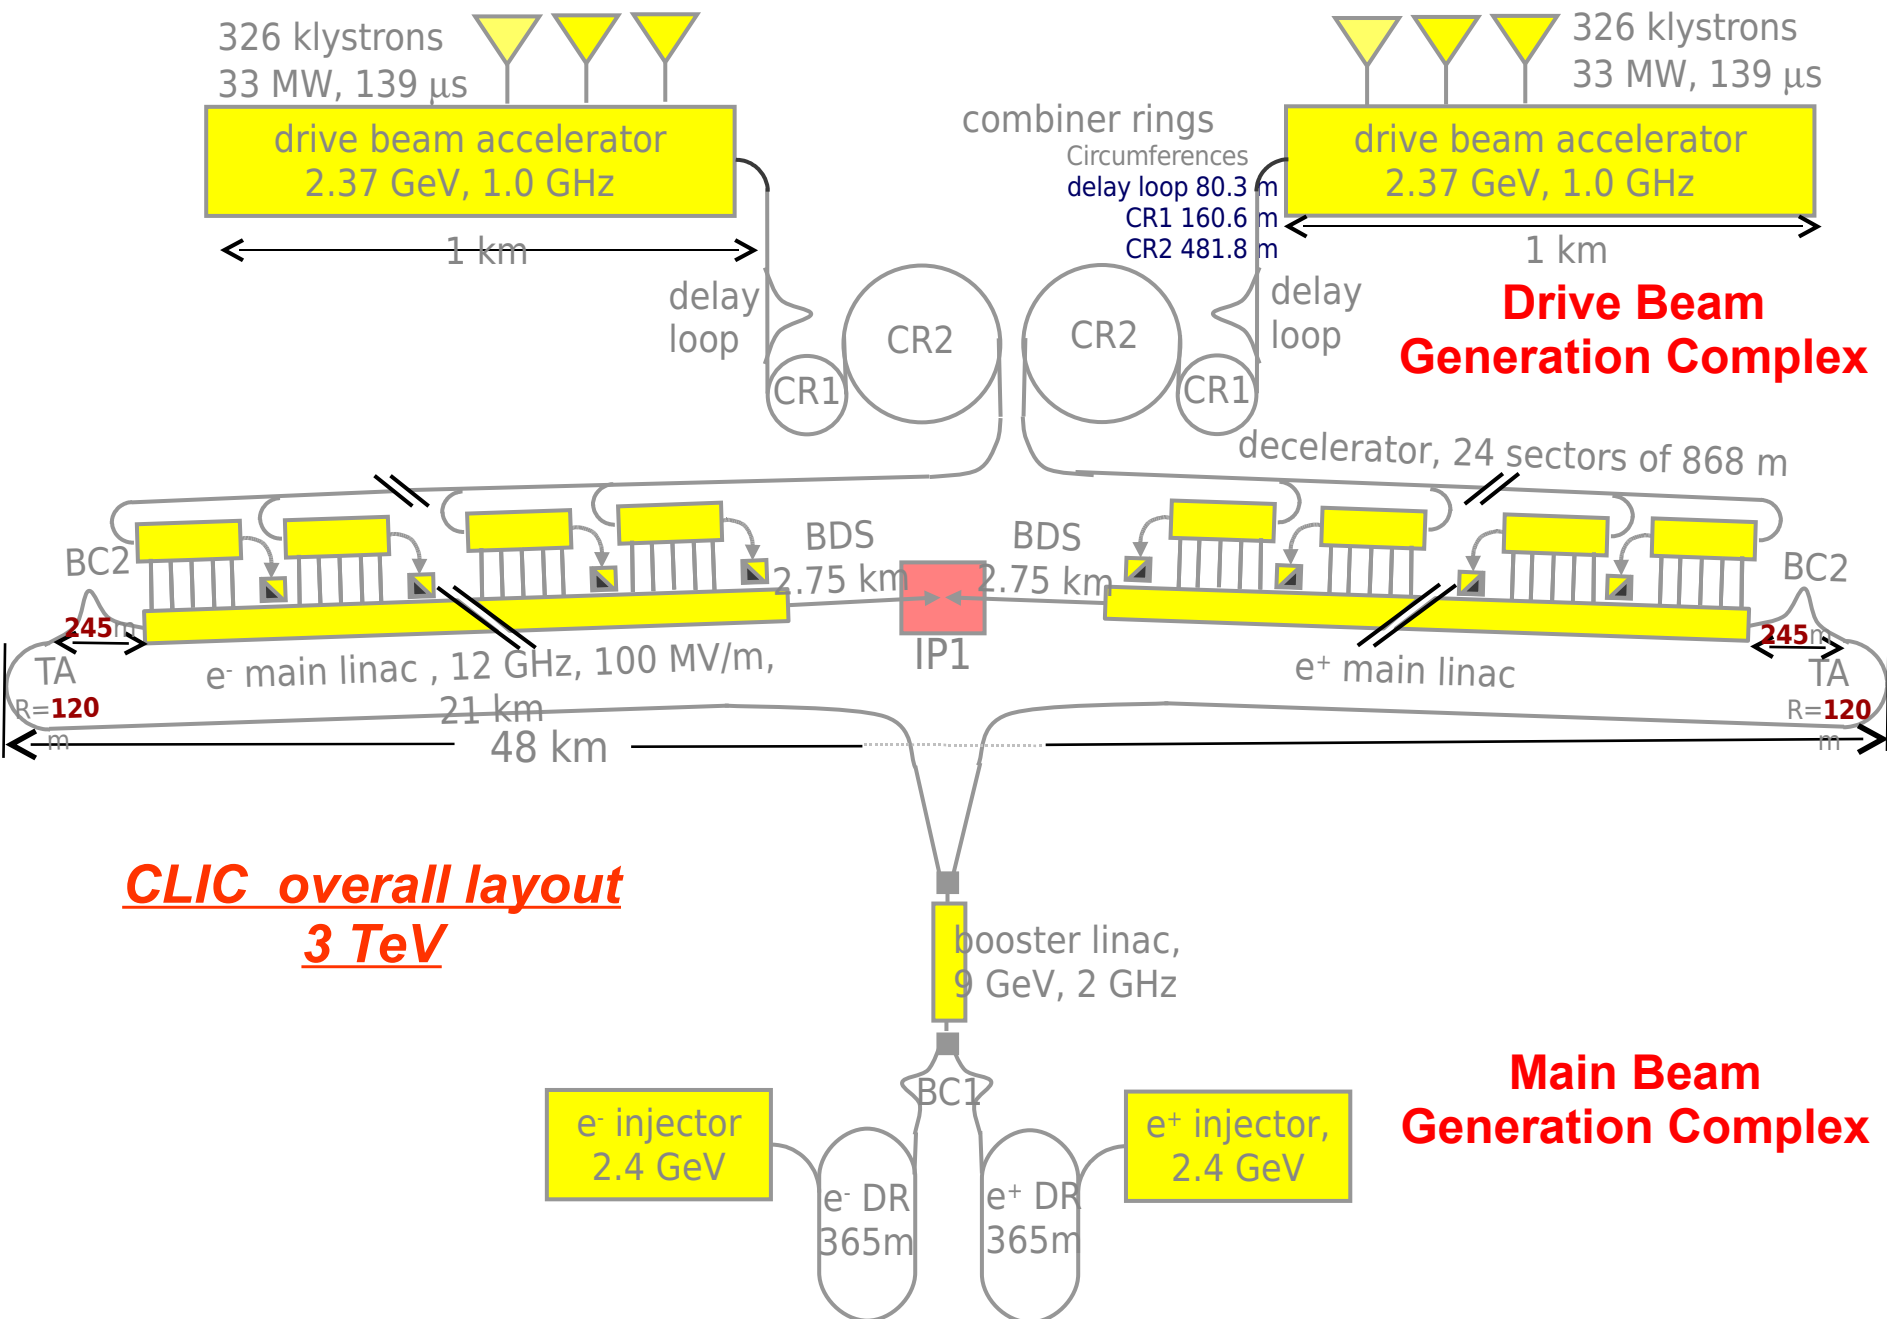 326 klystrons
33 MW, 139 μs
326 klystrons
33 MW, 139 μs
drive beam accelerator
2.37 GeV, 1.0 GHz
combiner rings
Circumferences
delay loop 80.3 m
CR1 160.6 m
CR2 481.8 m
drive beam accelerator
2.37 GeV, 1.0 GHz
1 km
1 km
delay
loop
CR2
CR2
delay
loop
CR1
CR1
Drive Beam
Generation Complex
decelerator, 24 sectors of 868 m
BC2
BDS
2.75 km
BDS
2.75 km
BC2
245m
245m
IP1
TA
R=120
m
e- main linac , 12 GHz, 100 MV/m,
21 km
e+ main linac
TA
R=120
m
48 km
CLIC overall layout
3 TeV
booster linac,
9 GeV, 2 GHz
BC1
Main Beam
Generation Complex
e- injector
2.4 GeV
e+ injector,
2.4 GeV
e- DR
365m
e+ DR
365m